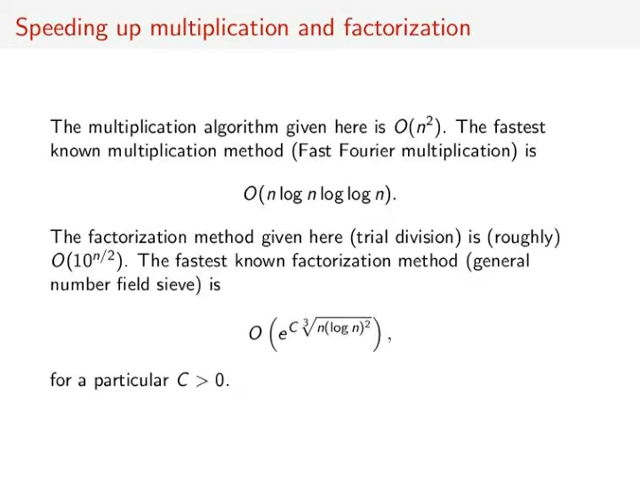 Speeding up multiplication and factorization
The multiplication algorithm given here is O(n²). The fastest
known multiplication method (Fast Fourier multiplication) is
O(n log n log log n).
The factorization method given here (trial division) is (roughly)
O(10^{n/2}). The fastest known factorization method (general
number field sieve) is
O(e^{C ∛(n(log n)²)}),
for a particular C > 0.